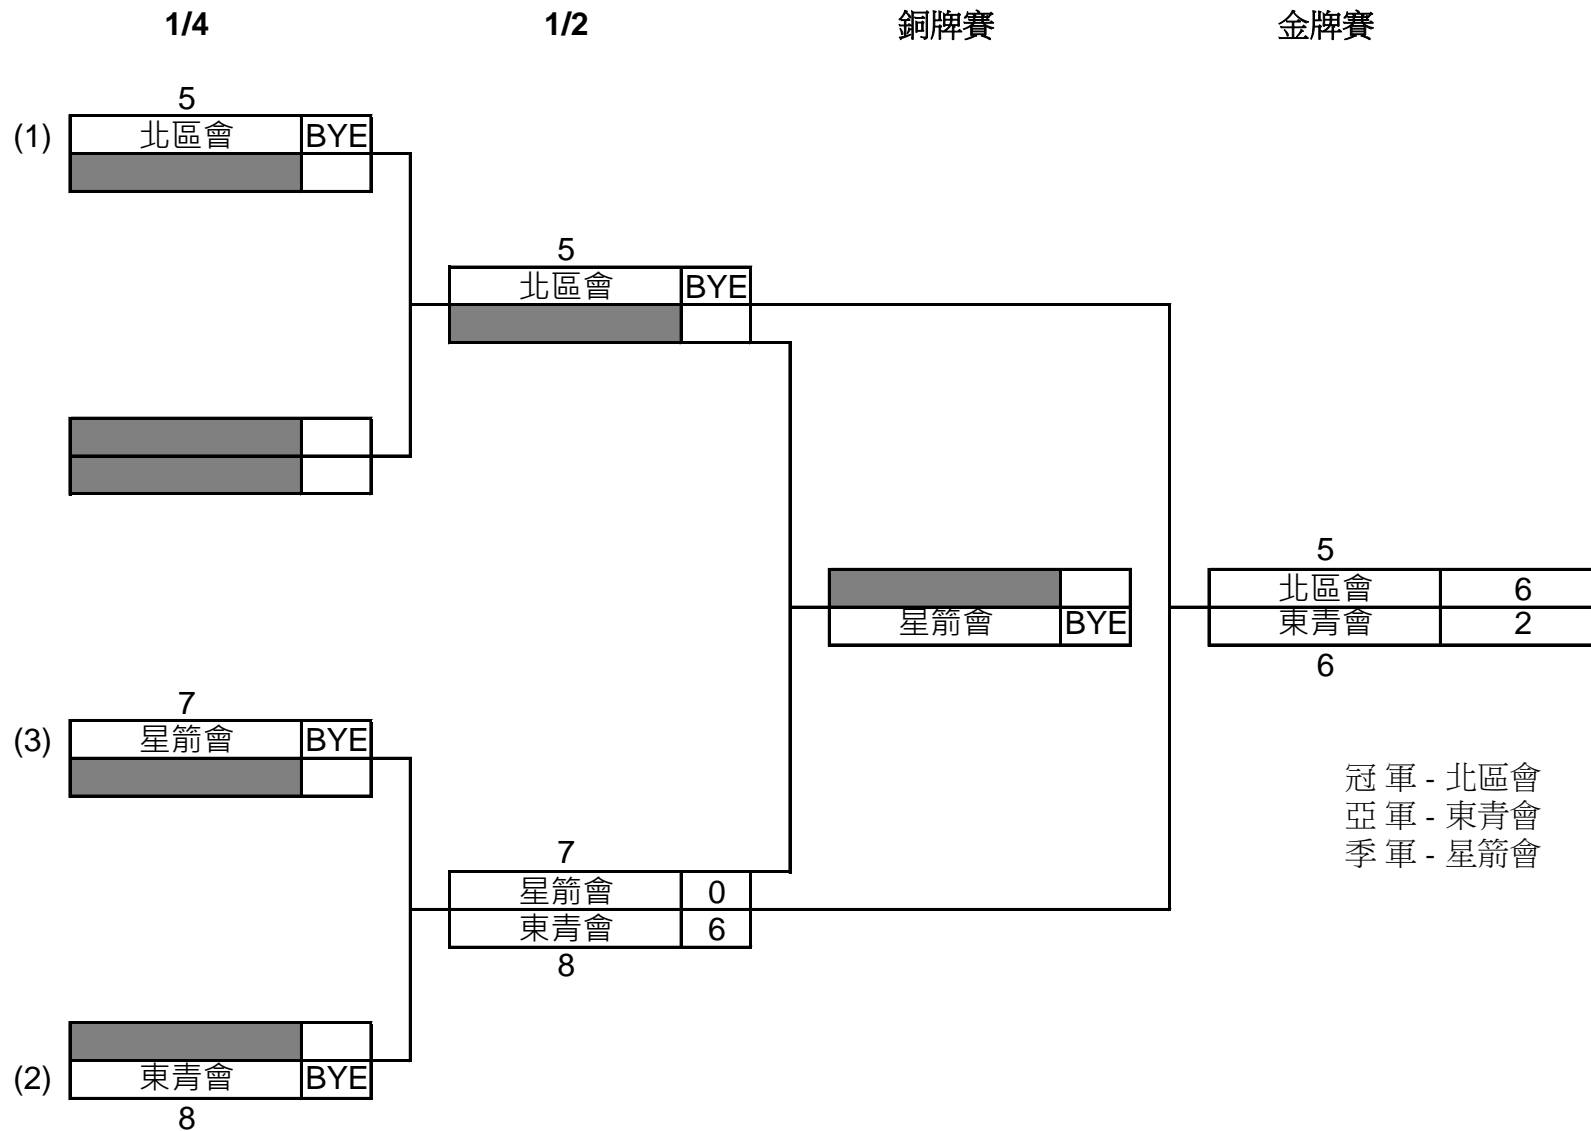 1/4 1/2 銅牌賽 金牌賽
5
(1) 北區會 BYE
5
北區會 BYE
5
北區會 6
星箭會 BYE 東青會 2
6
7
(3) 星箭會 BYE
冠 軍 - 北區會
亞 軍 - 東青會
季 軍 - 星箭會
7
星箭會 0
東青會 6
8
(2) 東青會 BYE
8